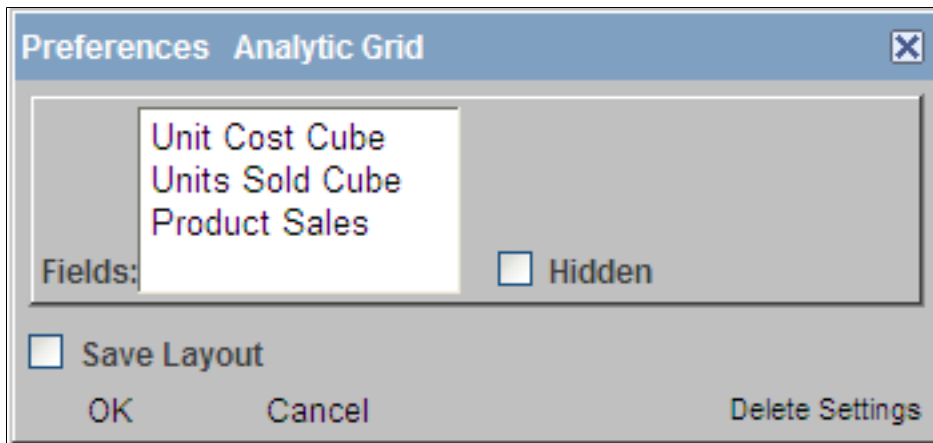 Preferences Analytic Grid
Unit Cost Cube
Units Sold Cube
Product Sales
Fields: Hidden
Save Layout
OK Cancel Delete Settings